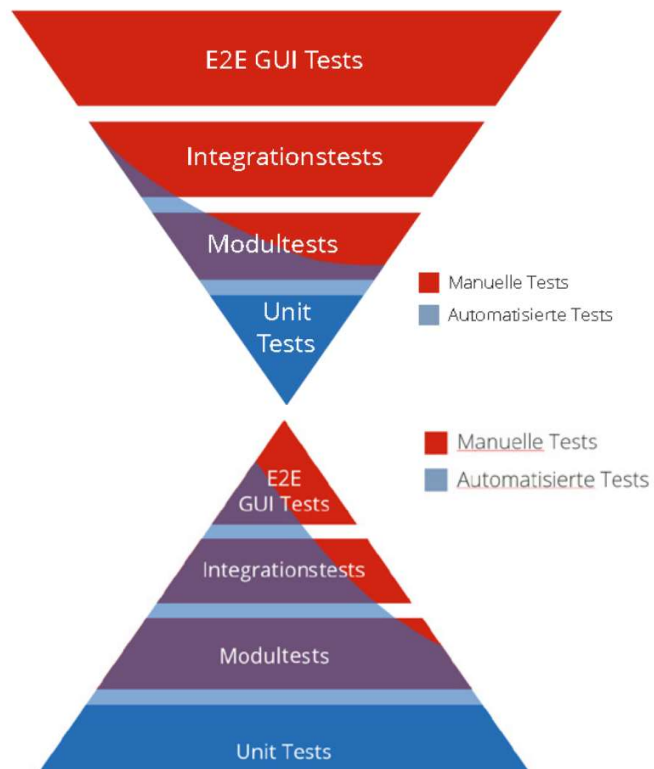 E2E GUI Tests
Integrationstests
Modultests
Unit
Tests
Manuelle Tests
Automatisierte Tests
Manuelle Tests
Automatisierte Tests
E2E
GUI Tests
Integrationstests
Modultests
Unit Tests